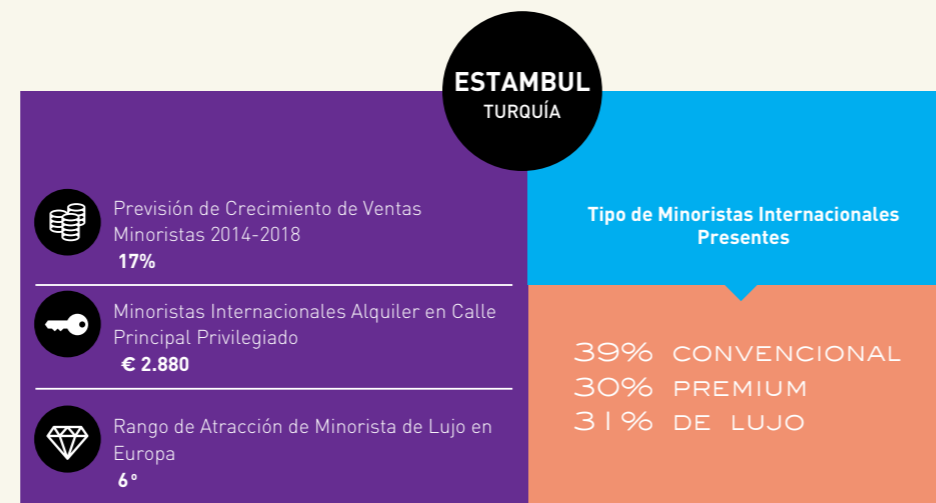 ESTAMBUL
TURQUÍA
Previsión de Crecimiento de Ventas
Minoristas 2014-2018
17%
Minoristas Internacionales Alquiler en Calle
Principal Privilegiado
€ 2.880
Rango de Atracción de Minorista de Lujo en
Europa
6º
Tipo de Minoristas Internacionales
Presentes
39% CONVENCIONAL
30% PREMIUM
31% DE LUJO